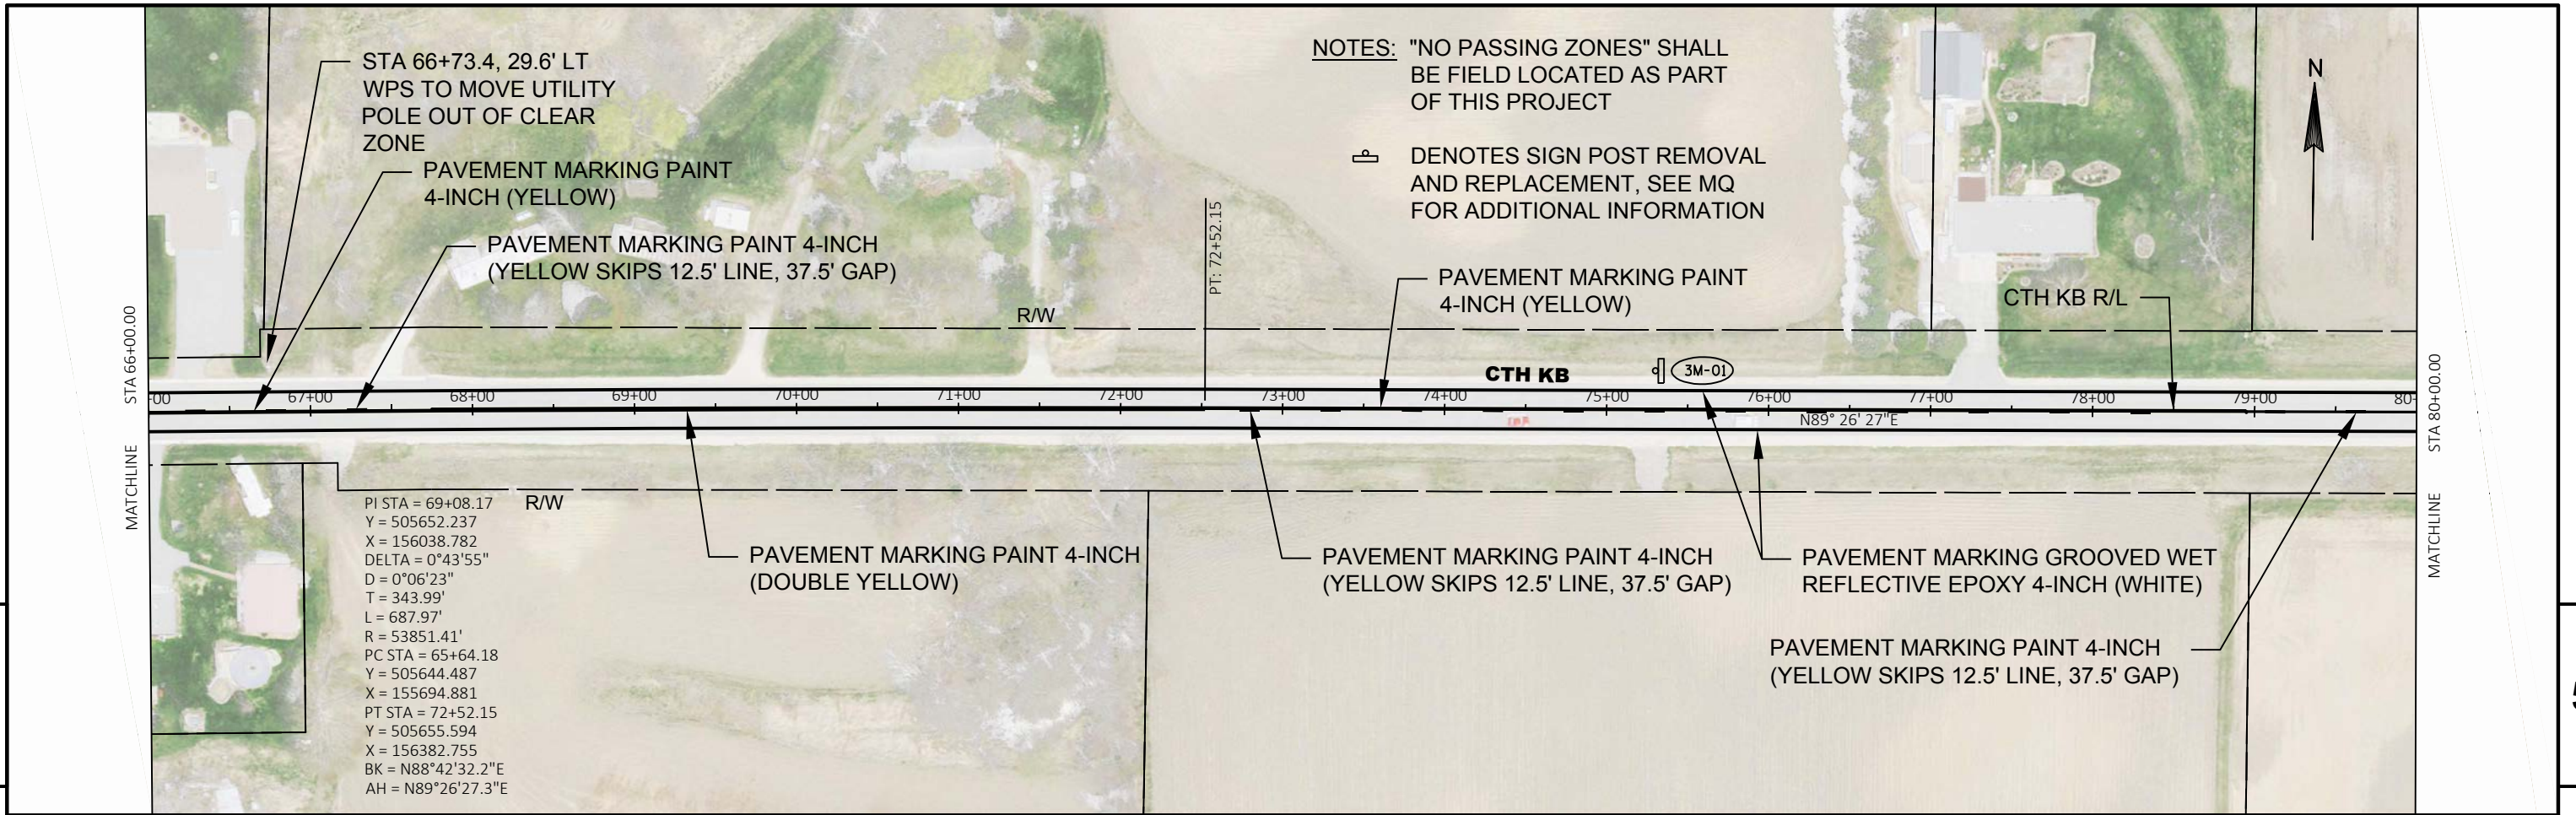 STA 66+73.4, 29.6' LT
WPS TO MOVE UTILITY
POLE OUT OF CLEAR
ZONE
PAVEMENT MARKING PAINT
4-INCH (YELLOW)
PAVEMENT MARKING PAINT 4-INCH
(YELLOW SKIPS 12.5' LINE, 37.5' GAP)
NOTES: "NO PASSING ZONES" SHALL
BE FIELD LOCATED AS PART
OF THIS PROJECT
DENOTES SIGN POST REMOVAL
AND REPLACEMENT, SEE MQ
FOR ADDITIONAL INFORMATION
N
PT: 72+52.15
PAVEMENT MARKING PAINT
4-INCH (YELLOW)
CTH KB R/L
R/W
STA 66+00.00
MATCHLINE
CTH KB
3M-01
-00 67+00 68+00 69+00 70+00 71+00 72+00 73+00 74+00 75+00 76+00 77+00 78+00 79+00 80-
N89° 26' 27"E
STA 80+00.00
MATCHLINE
R/W
PI STA = 69+08.17
Y = 505652.237
X = 156038.782
DELTA = 0°43'55"
D = 0°06'23"
T = 343.99'
L = 687.97'
R = 53851.41'
PC STA = 65+64.18
Y = 505644.487
X = 155694.881
PT STA = 72+52.15
Y = 505655.594
X = 156382.755
BK = N88°42'32.2"E
AH = N89°26'27.3"E
PAVEMENT MARKING PAINT 4-INCH
(DOUBLE YELLOW)
PAVEMENT MARKING PAINT 4-INCH
(YELLOW SKIPS 12.5' LINE, 37.5' GAP)
PAVEMENT MARKING GROOVED WET
REFLECTIVE EPOXY 4-INCH (WHITE)
PAVEMENT MARKING PAINT 4-INCH
(YELLOW SKIPS 12.5' LINE, 37.5' GAP)